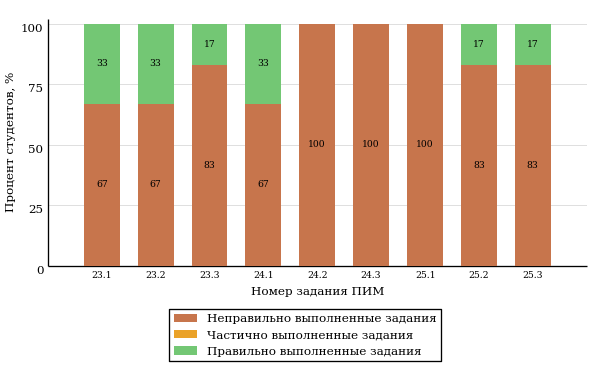 100
75
50
25
0
Процент студентов, %
33 33 17 33 17 17
67 67 83 67 100 100 100 83 83
23.1 23.2 23.3 24.1 24.2 24.3 25.1 25.2 25.3
Номер задания ПИМ
Неправильно выполненные задания
Частично выполненные задания
Правильно выполненные задания